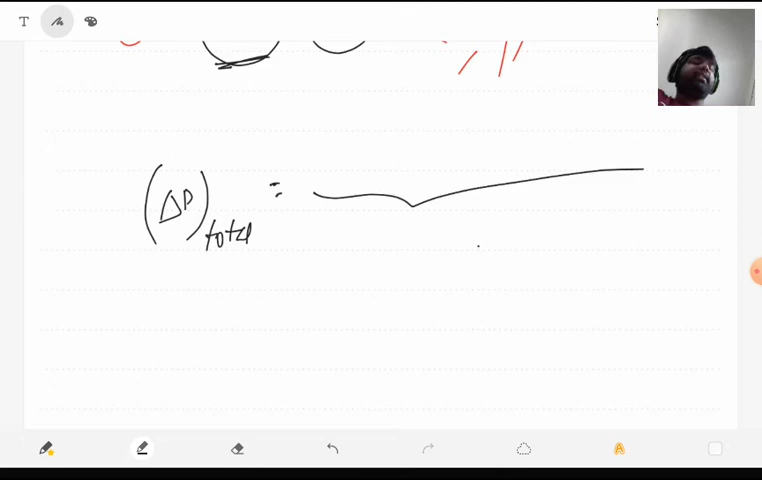 (ΔP)total =